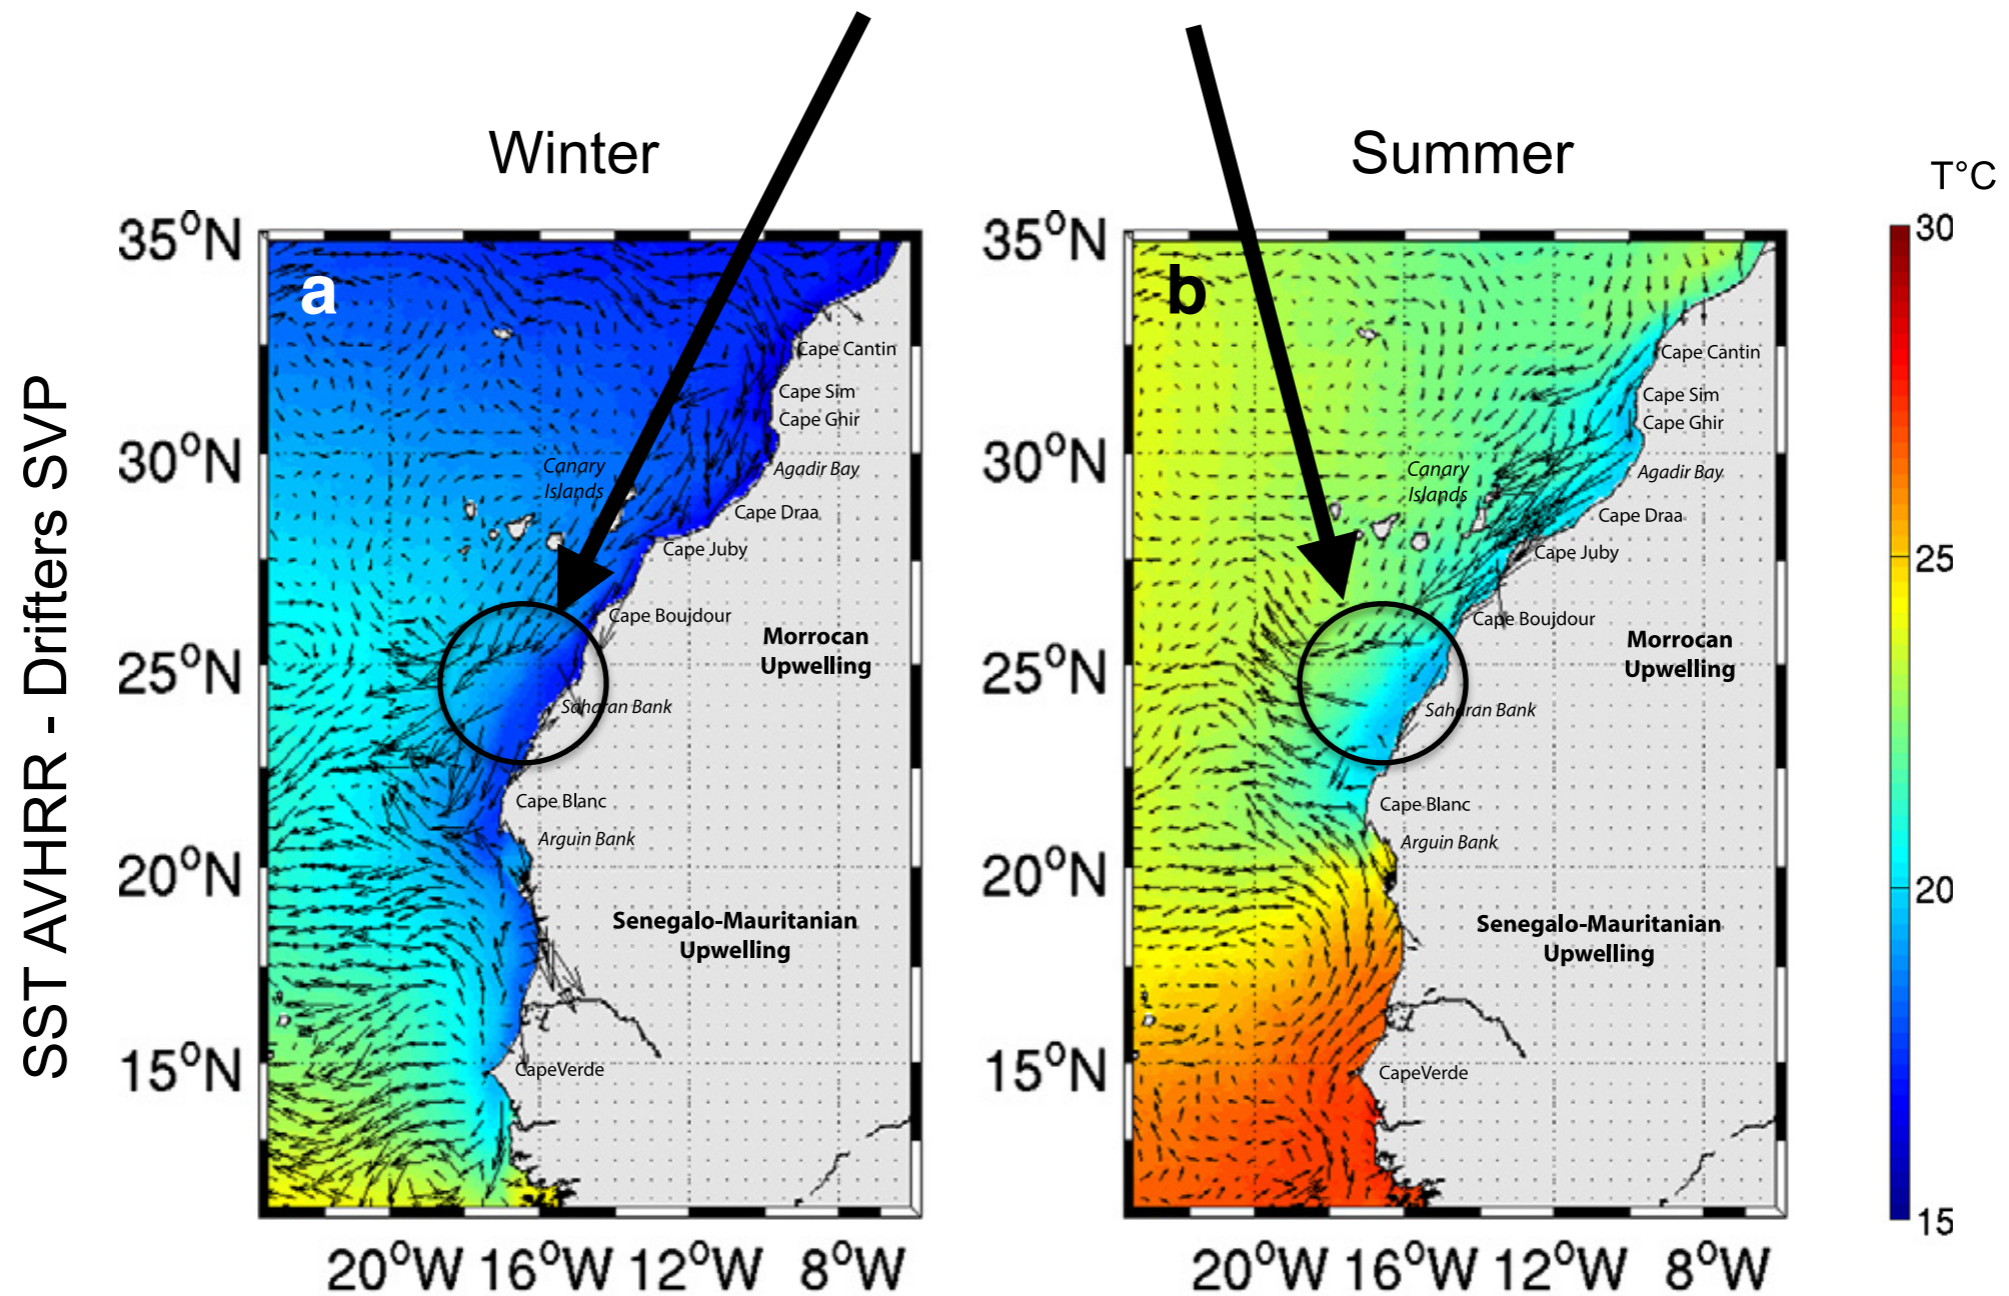 Winter
Summer
T°C
SST AVHRR - Drifters SVP
a
35°N
30°N
25°N
20°N
15°N
20°W
16°W
12°W
8°W
Cape Cantin
Cape Sim
Cape Ghir
Canary
Islands
Agadir Bay
Cape Draa
Cape Juby
Cape Boujdour
Morrocan
Upwelling
Saharan Bank
Cape Blanc
Arguin Bank
Senegalo-Mauritanian
Upwelling
CapeVerde
b
35°N
30°N
25°N
20°N
15°N
20°W
16°W
12°W
8°W
Cape Cantin
Cape Sim
Cape Ghir
Canary
Islands
Agadir Bay
Cape Draa
Cape Juby
Cape Boujdour
Morrocan
Upwelling
Saharan Bank
Cape Blanc
Arguin Bank
Senegalo-Mauritanian
Upwelling
CapeVerde
30
25
20
15